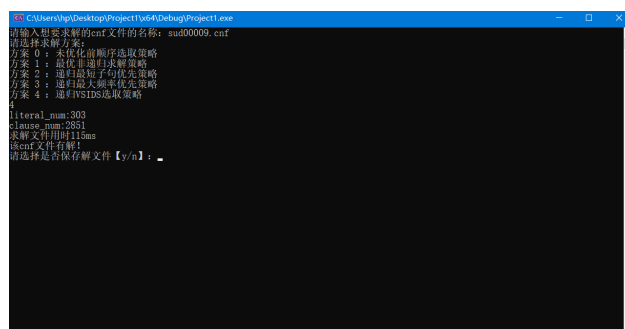 C:\Users\hp\Desktop\Project1\x64\Debug\Project1.exe
请输入想要求解的cnf文件的名称：sud00009.cnf
请选择求解方案：
方案 0 ：未优化前顺序选取策略
方案 1 ：最优非递归求解策略
方案 2 ：递归最短子句优先策略
方案 3 ：递归最大频率优先策略
方案 4 ：递归VSIDS选取策略
4
literal_num:303
clause_num:2851
求解文件用时115ms
该cnf文件有解！
请选择是否保存解文件【y/n】：